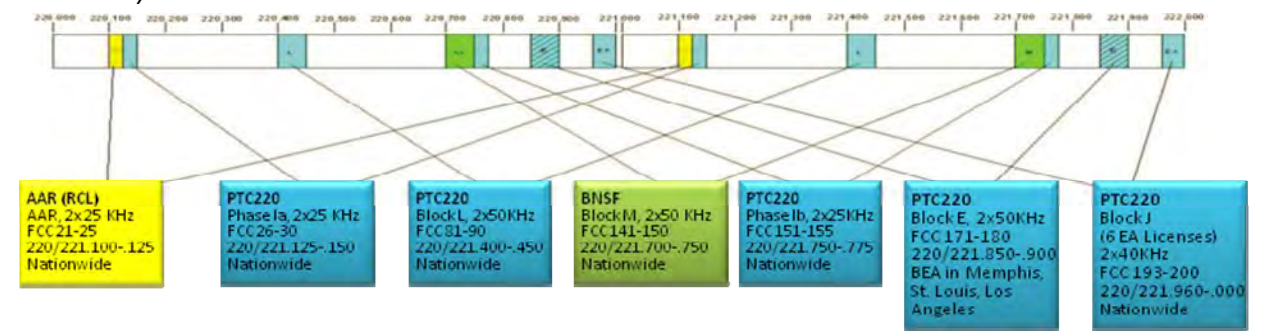 220.000 220.100 220.200 220.300 220.400 220.500 220.600 220.700 220.800 220.900 221.000 221.100 221.200 221.300 221.400 221.500 221.600 221.700 221.800 221.900 222.000
AAR (RCL)
AAR, 2x25 KHz
FCC21-25
220/221.100-.125
Nationwide
PTC220
Phase Ia, 2x25 KHz
FCC26-30
220/221.125-.150
Nationwide
PTC220
Block L, 2x50KHz
FCC81-90
220/221.400-.450
Nationwide
BNSF
Block M, 2x50 KHz
FCC141-150
220/221.700-.750
Nationwide
PTC220
Phase Ib, 2x25KHz
FCC151-155
220/221.750-.775
Nationwide
PTC220
Block E, 2x50KHz
FCC171-180
220/221.850-.900
BEA in Memphis,
St. Louis, Los
Angeles
PTC220
Block J
(6 EA Licenses)
2x40KHz
FCC 193-200
220/221.960-.000
Nationwide